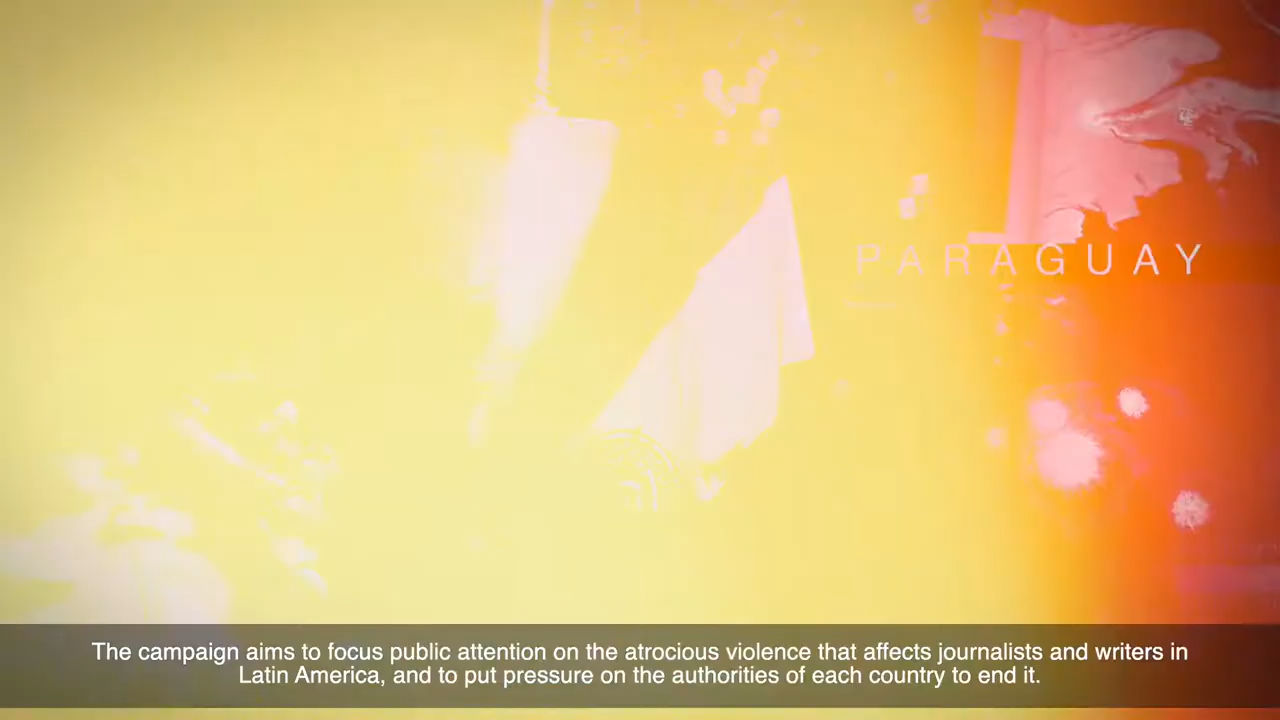 PARAGUAY
The campaign aims to focus public attention on the atrocious violence that affects journalists and writers in
Latin America, and to put pressure on the authorities of each country to end it.